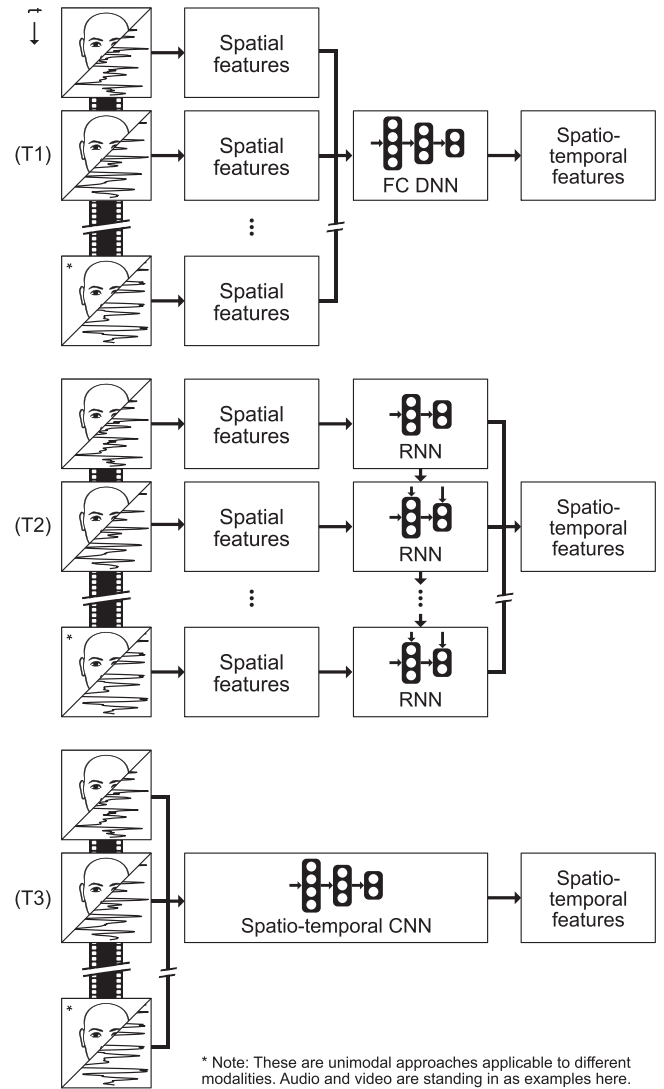 t
Spatial
features
(T1)
Spatial
features
FC DNN
Spatio-
temporal
features
*
Spatial
features
Spatial
features
RNN
(T2)
Spatial
features
RNN
Spatio-
temporal
features
*
Spatial
features
RNN
(T3)
Spatio-temporal CNN
Spatio-
temporal
features
*
* Note: These are unimodal approaches applicable to different
modalities. Audio and video are standing in as examples here.